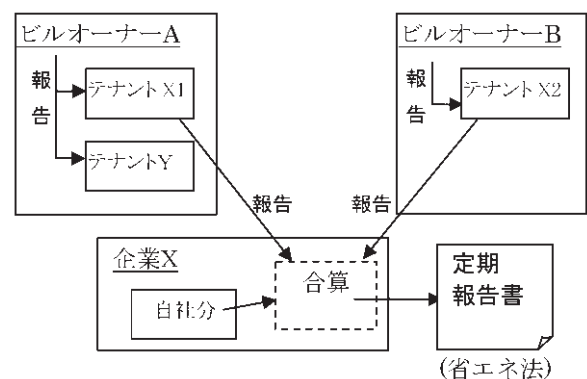 ビルオーナーA
報告
テナントX1
テナントY
ビルオーナーB
報告
テナントX2
報告
報告
企業X
自社分
合算
定期
報告書
(省エネ法)